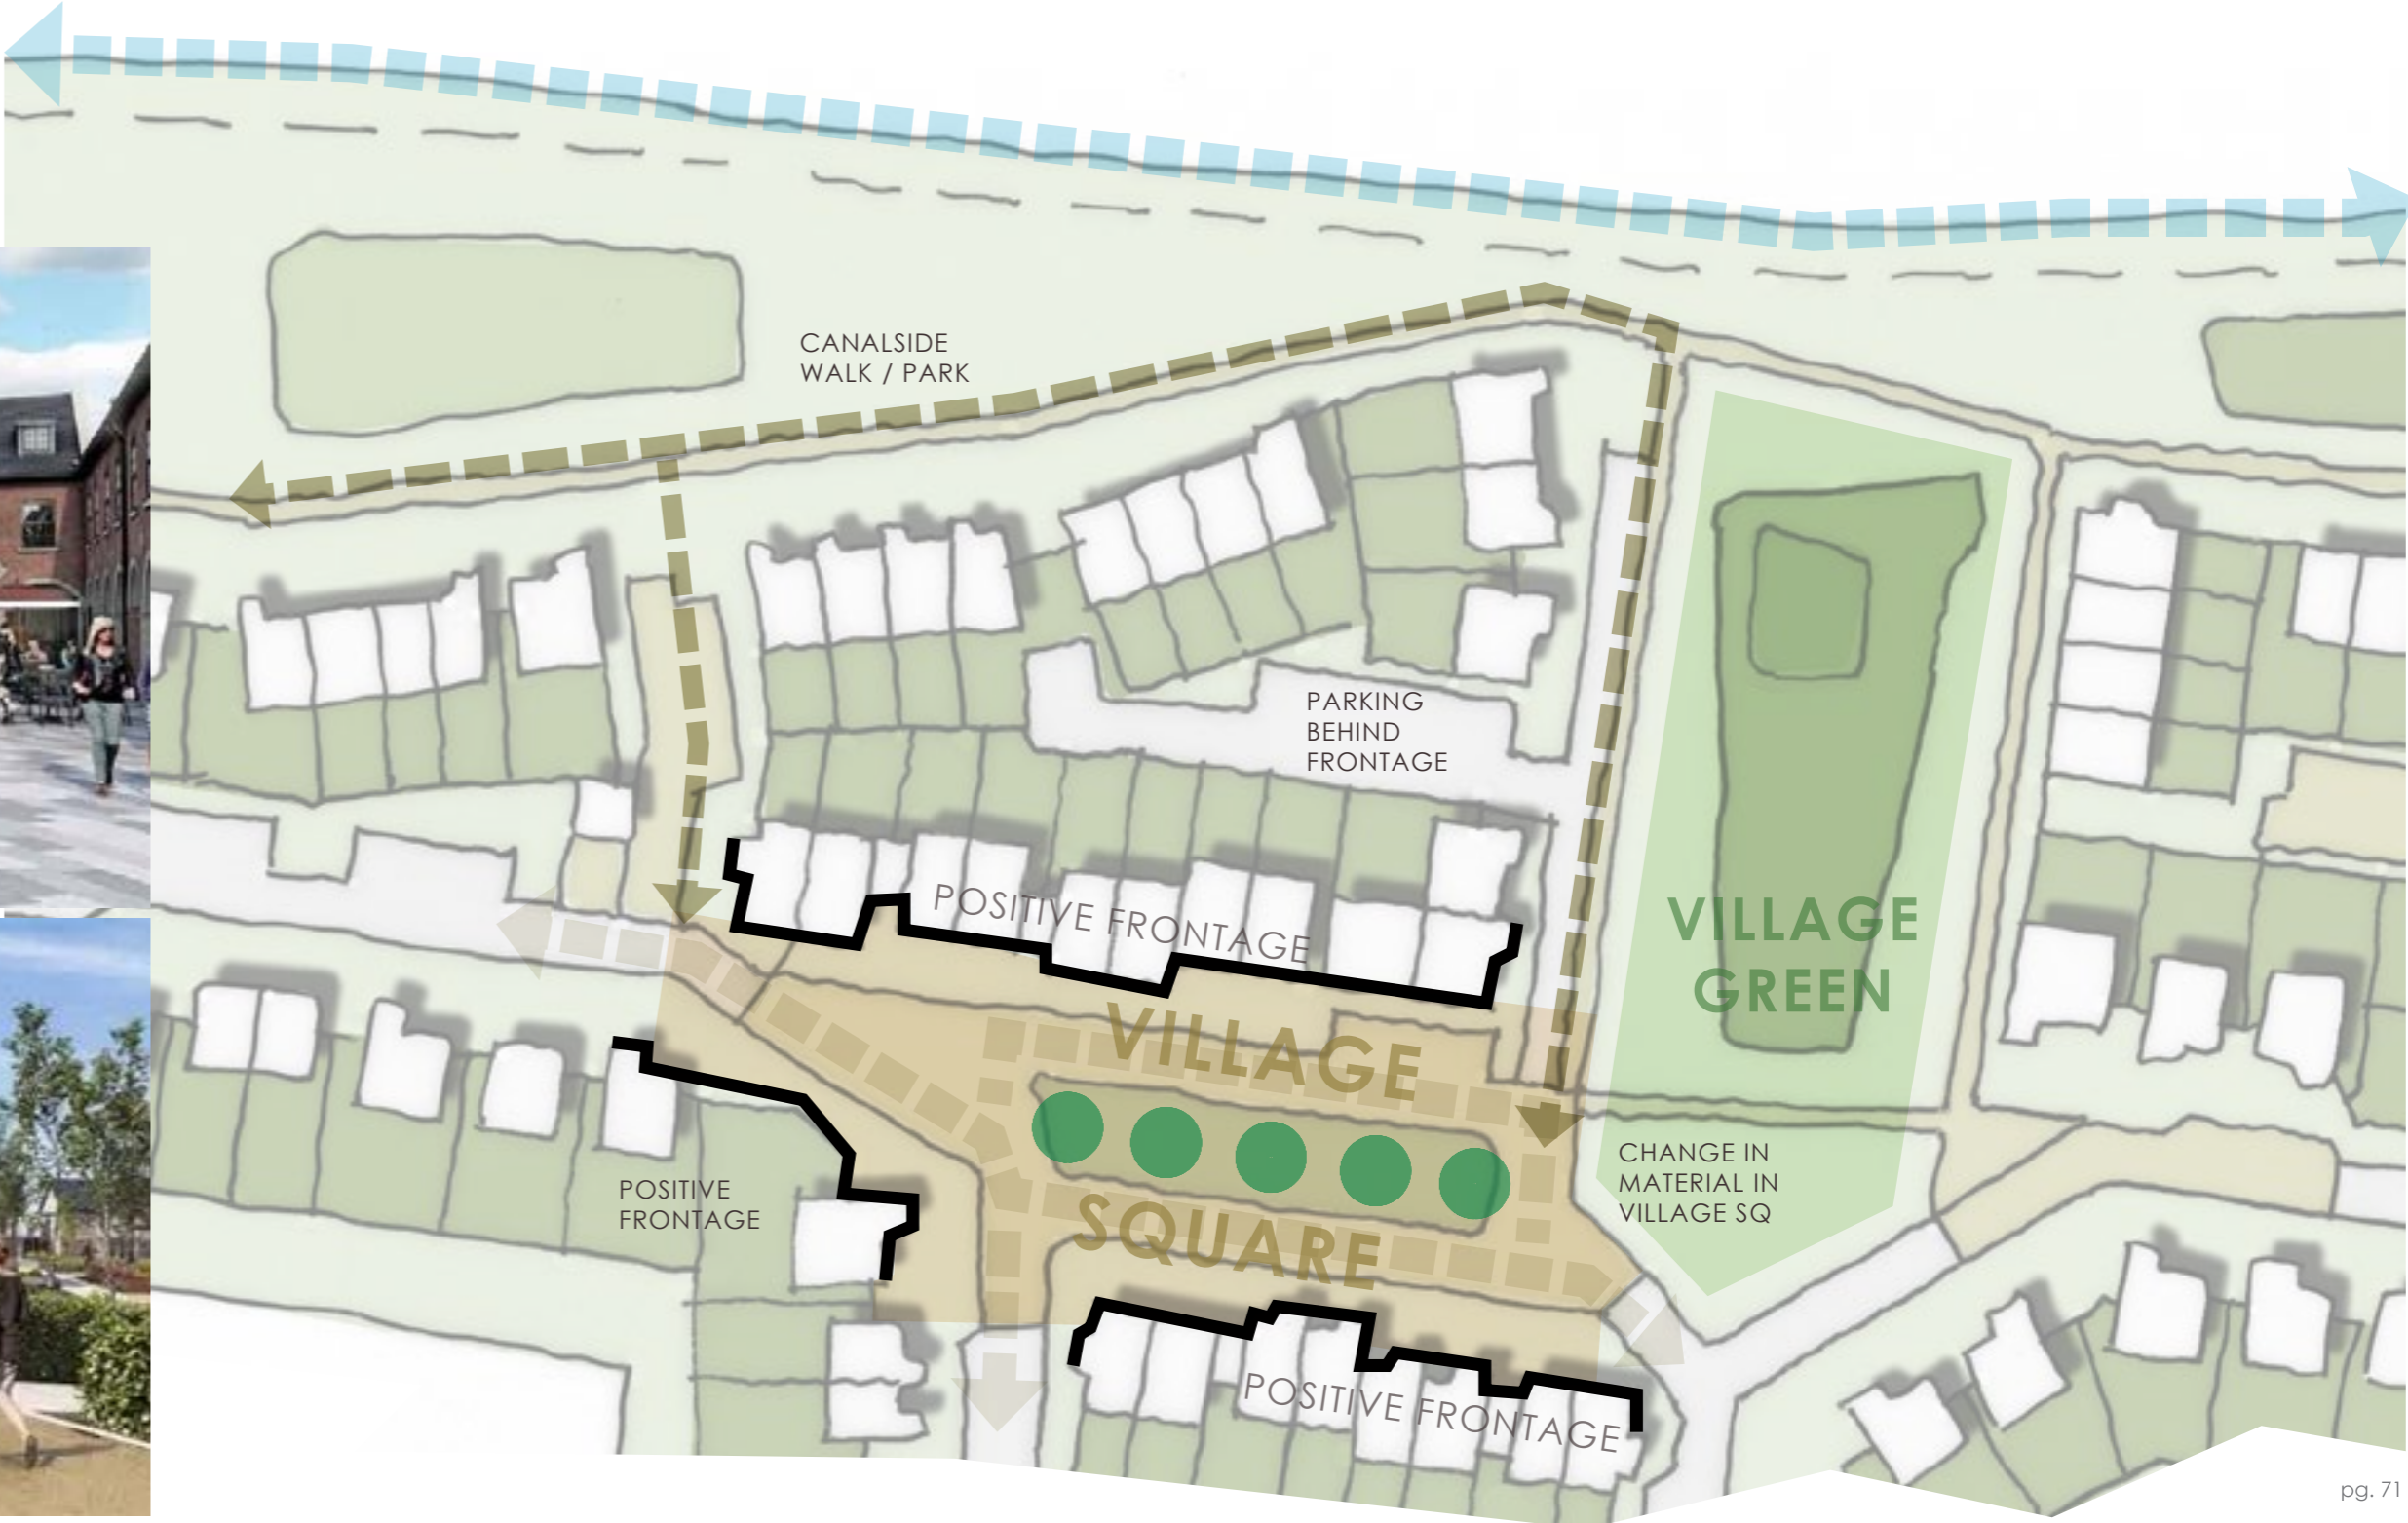 CANALSIDE
WALK / PARK
PARKING
BEHIND
FRONTAGE
POSITIVE FRONTAGE
VILLAGE
GREEN
VILLAGE
SQUARE
CHANGE IN
MATERIAL IN
VILLAGE SQ
POSITIVE
FRONTAGE
POSITIVE FRONTAGE
pg. 71